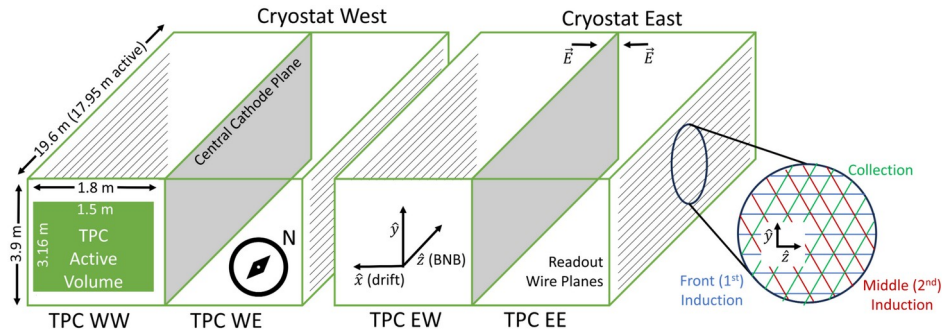 Cryostat West
Cryostat East
19.6 m (17.95 m active)
Central Cathode Plane
E⃗
E⃗
1.8 m
1.5 m
3.9 m
3.16 m
TPC
Active
Volume
N
ŷ
ẑ (BNB)
x̂ (drift)
Readout
Wire Planes
Collection
ŷ
ẑ
Front (1st)
Induction
Middle (2nd)
Induction
TPC WW
TPC WE
TPC EW
TPC EE